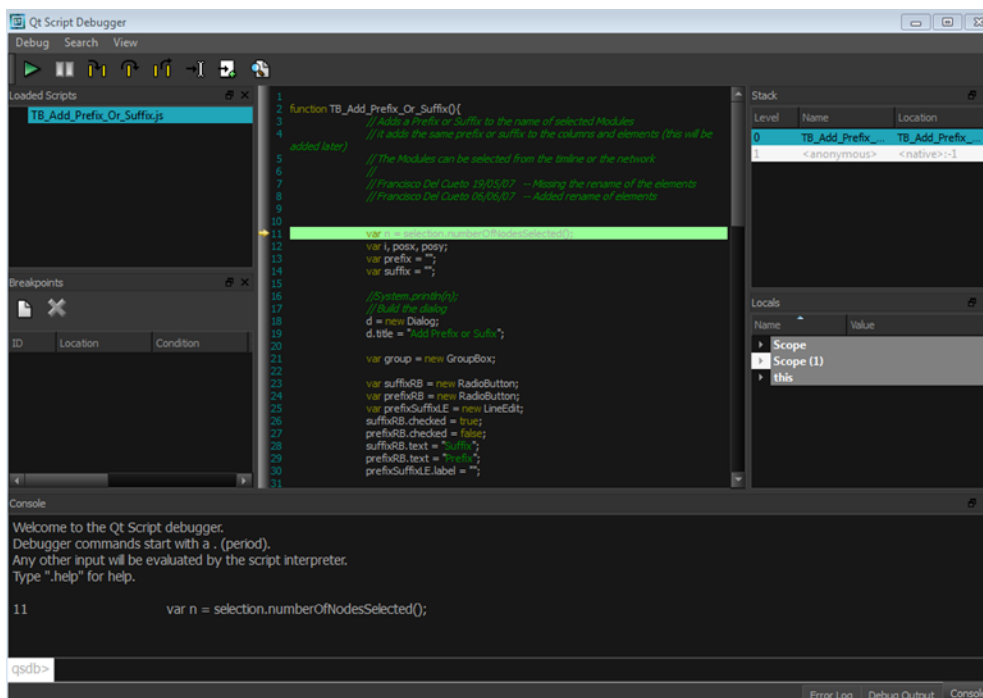 Qt Script Debugger
Debug Search View
Loaded Scripts
TB_Add_Prefix_Or_Suffix.js
Breakpoints
ID Location Condition
1
2 function TB_Add_Prefix_Or_Suffix(){
3 // Adds a Prefix or Suffix to the name of selected Modules
4 // it adds the same prefix or suffix to the columns and elements (this will be
added later)
5 // The Modules can be selected from the timline or the network
6 //
7 // Francisco Del Cueto 19/05/07 -- Missing the rename of the elements
8 // Francisco Del Cueto 06/06/07 -- Added rename of elements
9
10
11 var n = selection.numberOfNodesSelected();
12 var i, posx, posy;
13 var prefix = "";
14 var suffix = "";
15
16 //System.println(n);
17 // Build the dialog
18 d = new Dialog;
19 d.title = "Add Prefix or Sufix";
20
21 var group = new GroupBox;
22
23 var suffixRB = new RadioButton;
24 var prefixRB = new RadioButton;
25 var prefixSuffixLE = new LineEdit;
26 suffixRB.checked = true;
27 prefixRB.checked = false;
28 suffixRB.text = "Suffix";
29 prefixRB.text = "Prefix";
30 prefixSuffixLE.label = "";
31
Stack
Level Name Location
0 TB_Add_Prefix_... TB_Add_Prefix_...
1 <anonymous> <native>:-1
Locals
Name Value
Scope
Scope (1)
this
Console
Welcome to the Qt Script debugger.
Debugger commands start with a . (period).
Any other input will be evaluated by the script interpreter.
Type ".help" for help.
11 var n = selection.numberOfNodesSelected();
qsdb>
Error Log Debug Output Console